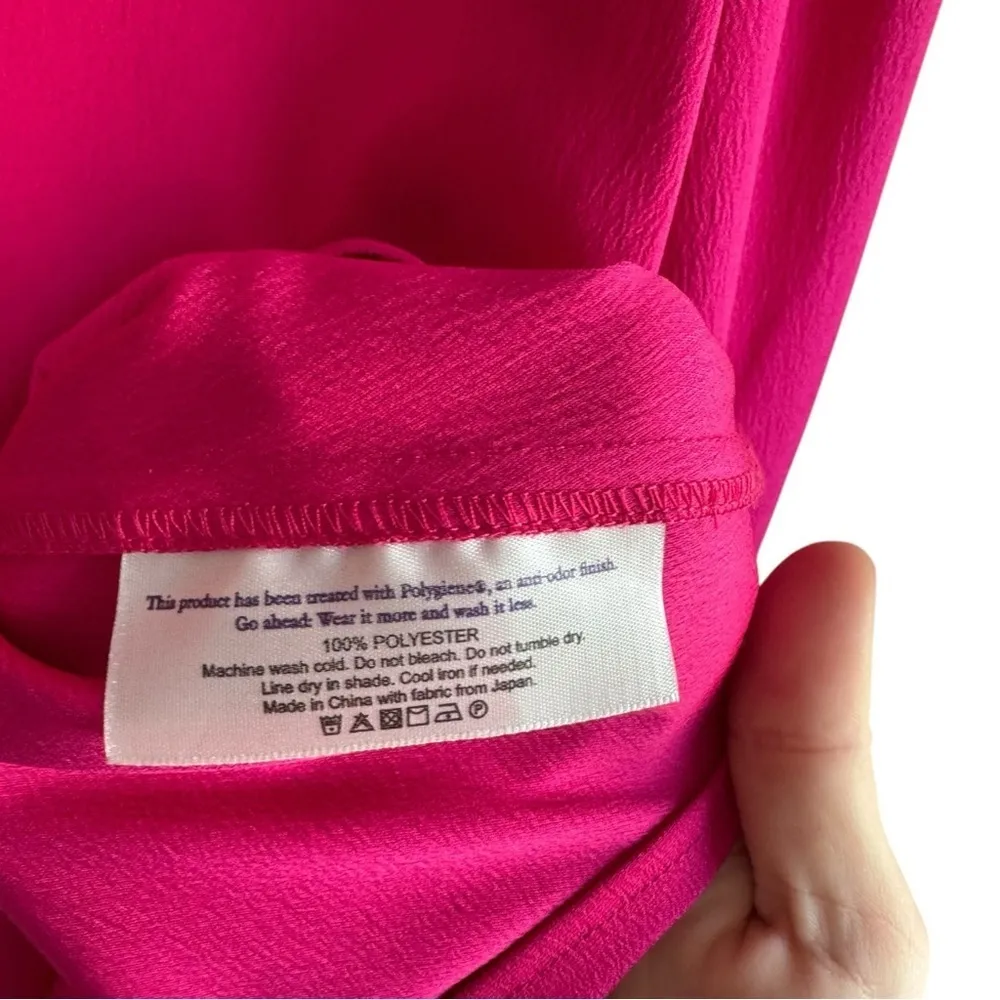 This product has been created with Polygiene®, an anti-odor finish.
Go ahead: Wear it more and wash it less.
100% POLYESTER
Machine wash cold. Do not bleach. Do not tumble dry.
Line dry in shade. Cool iron if needed.
Made in China with fabric from Japan.